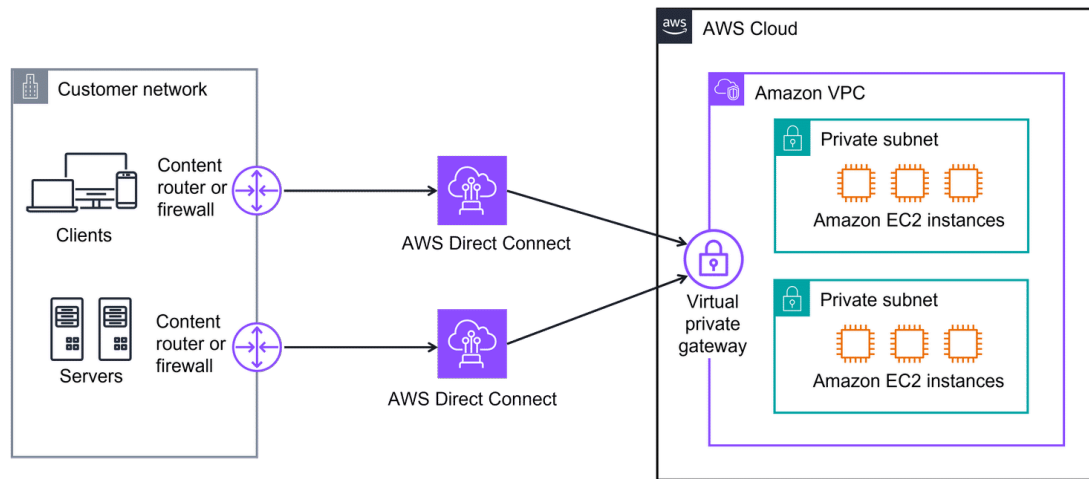 aws
AWS Cloud
Customer network
Amazon VPC
Private subnet
Amazon EC2 instances
Content
router or
firewall
Clients
AWS Direct Connect
Virtual
private
gateway
Private subnet
Amazon EC2 instances
Content
router or
firewall
Servers
AWS Direct Connect